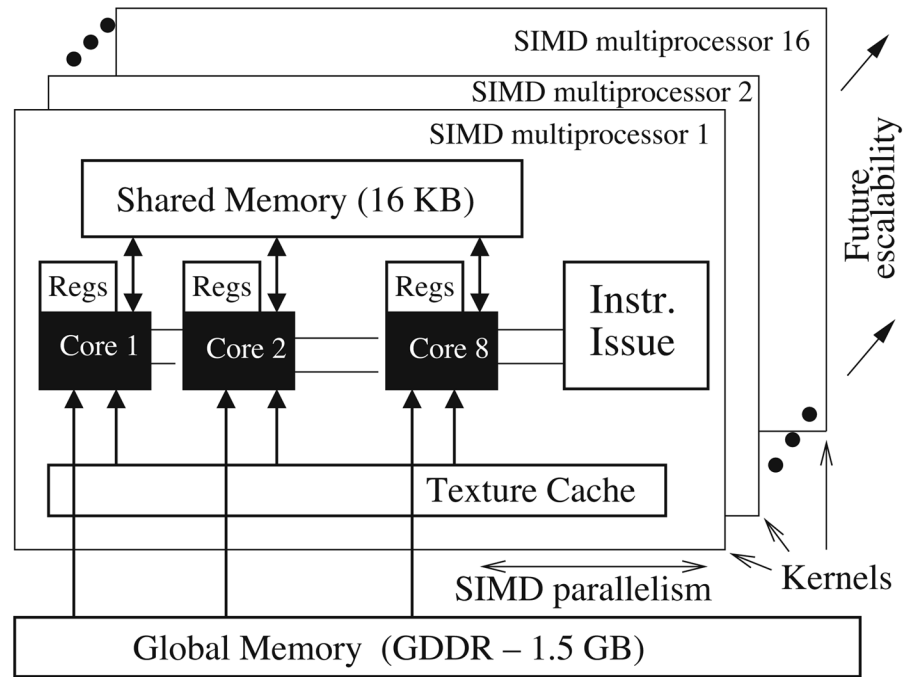 SIMD multiprocessor 16
SIMD multiprocessor 2
SIMD multiprocessor 1
Shared Memory (16 KB)
Regs
Regs
Regs
Core 1
Core 2
Core 8
Instr.
Issue
Texture Cache
SIMD parallelism
Kernels
Global Memory (GDDR – 1.5 GB)
Future
escalability